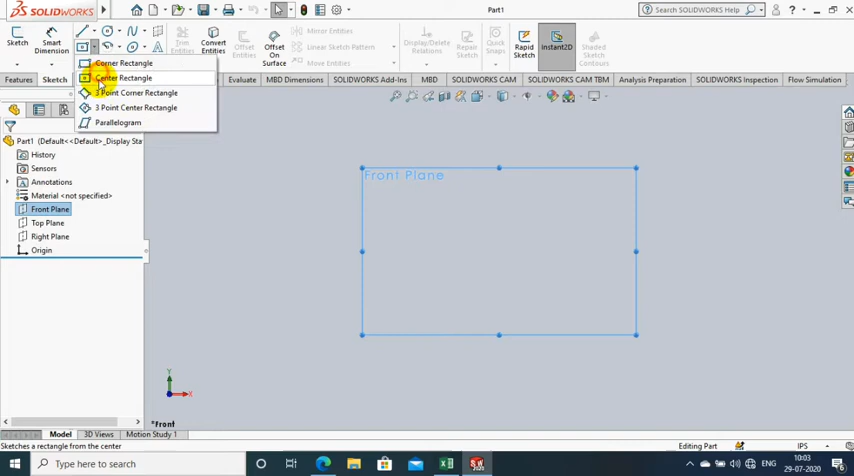 SOLIDWORKS
Part1
Search SOLIDWORKS Help
Sketch
Smart Dimension
Trim Entities
Convert Entities
Offset Entities
Offset On Surface
Mirror Entities
Linear Sketch Pattern
Move Entities
Display/Delete Relations
Quick Snaps
Repair Sketch
Rapid Sketch
Instant2D
Shaded Sketch Contours
Corner Rectangle
Center Rectangle
3 Point Corner Rectangle
3 Point Center Rectangle
Parallelogram
Features
Sketch
Evaluate
MBD Dimensions
SOLIDWORKS Add-Ins
MBD
SOLIDWORKS CAM
SOLIDWORKS CAM TBM
Analysis Preparation
Flow Simulation
Part1 (Default<<Default>_Display Sta
History
Sensors
Annotations
Material <not specified>
Front Plane
Top Plane
Right Plane
Origin
Front Plane
Y
X
*Front
Model
3D Views
Motion Study 1
Sketches a rectangle from the center
Editing Part
IPS
Type here to search
SW
2020
ENG
10:03
29-07-2020
6